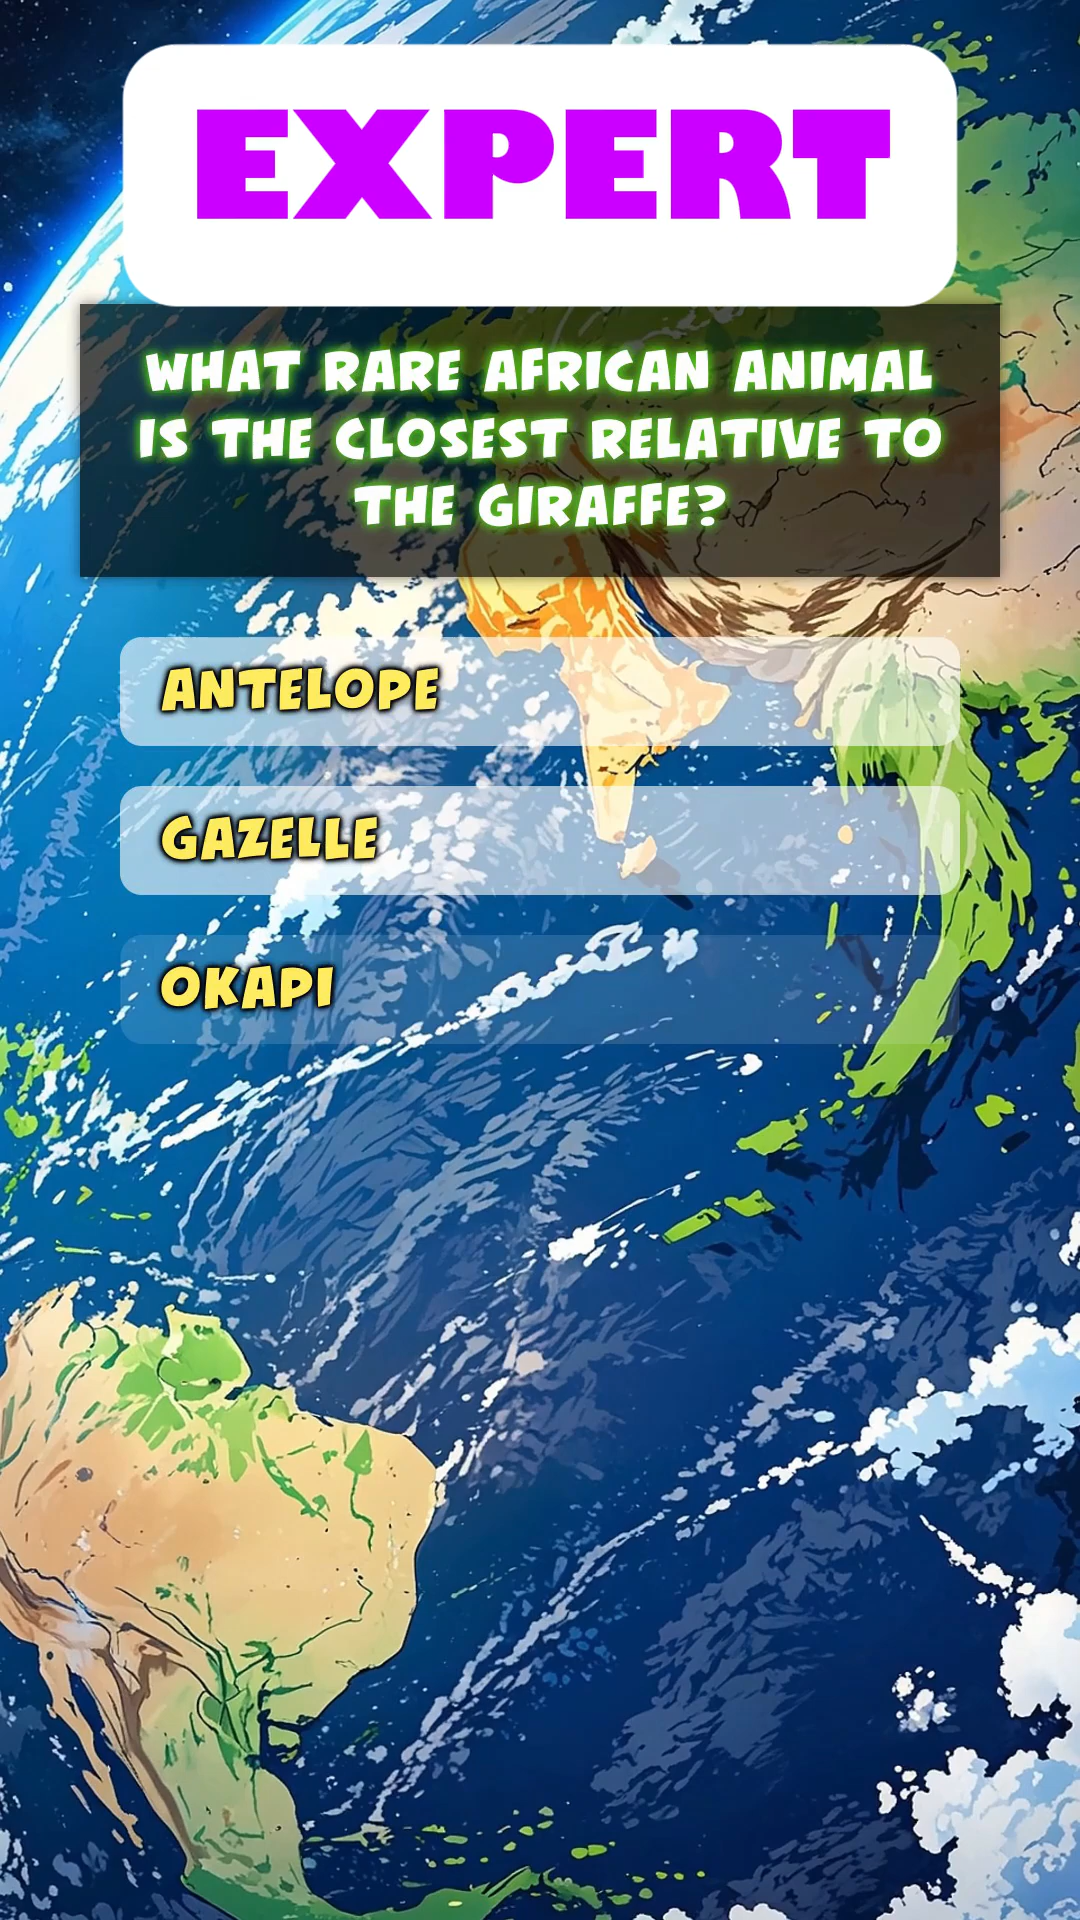 EXPERT
WHAT RARE AFRICAN ANIMAL
IS THE CLOSEST RELATIVE TO
THE GIRAFFE?
ANTELOPE
GAZELLE
OKAPI